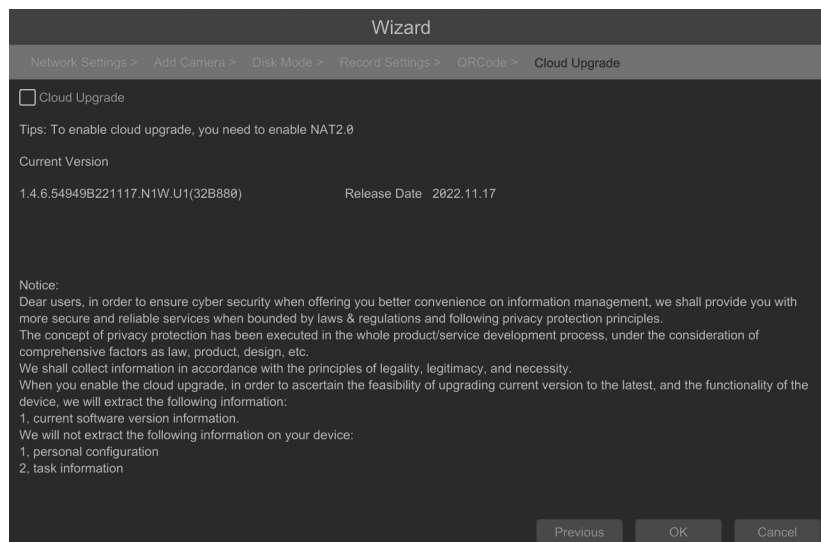 Wizard
Network Settings > Add Camera > Disk Mode > Record Settings > QRCode > Cloud Upgrade
Cloud Upgrade
Tips: To enable cloud upgrade, you need to enable NAT2.0
Current Version
1.4.6.54949B221117.N1W.U1(32B880) Release Date 2022.11.17
Notice:
Dear users, in order to ensure cyber security when offering you better convenience on information management, we shall provide you with
more secure and reliable services when bounded by laws & regulations and following privacy protection principles.
The concept of privacy protection has been executed in the whole product/service development process, under the consideration of
comprehensive factors as law, product, design, etc.
We shall collect information in accordance with the principles of legality, legitimacy, and necessity.
When you enable the cloud upgrade, in order to ascertain the feasibility of upgrading current version to the latest, and the functionality of the
device, we will extract the following information:
1, current software version information.
We will not extract the following information on your device:
1, personal configuration
2, task information
Previous OK Cancel